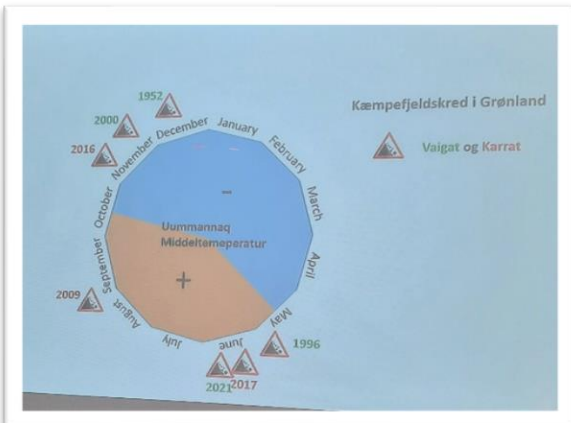 Kæmpefjeldskred i Grønland
Vaigat og Karrat
1952
2000
2016
2009
1996
2017
2021
January
February
March
April
May
June
July
August
September
October
November
December
Uummannaq
Middeltemperatur
-
+